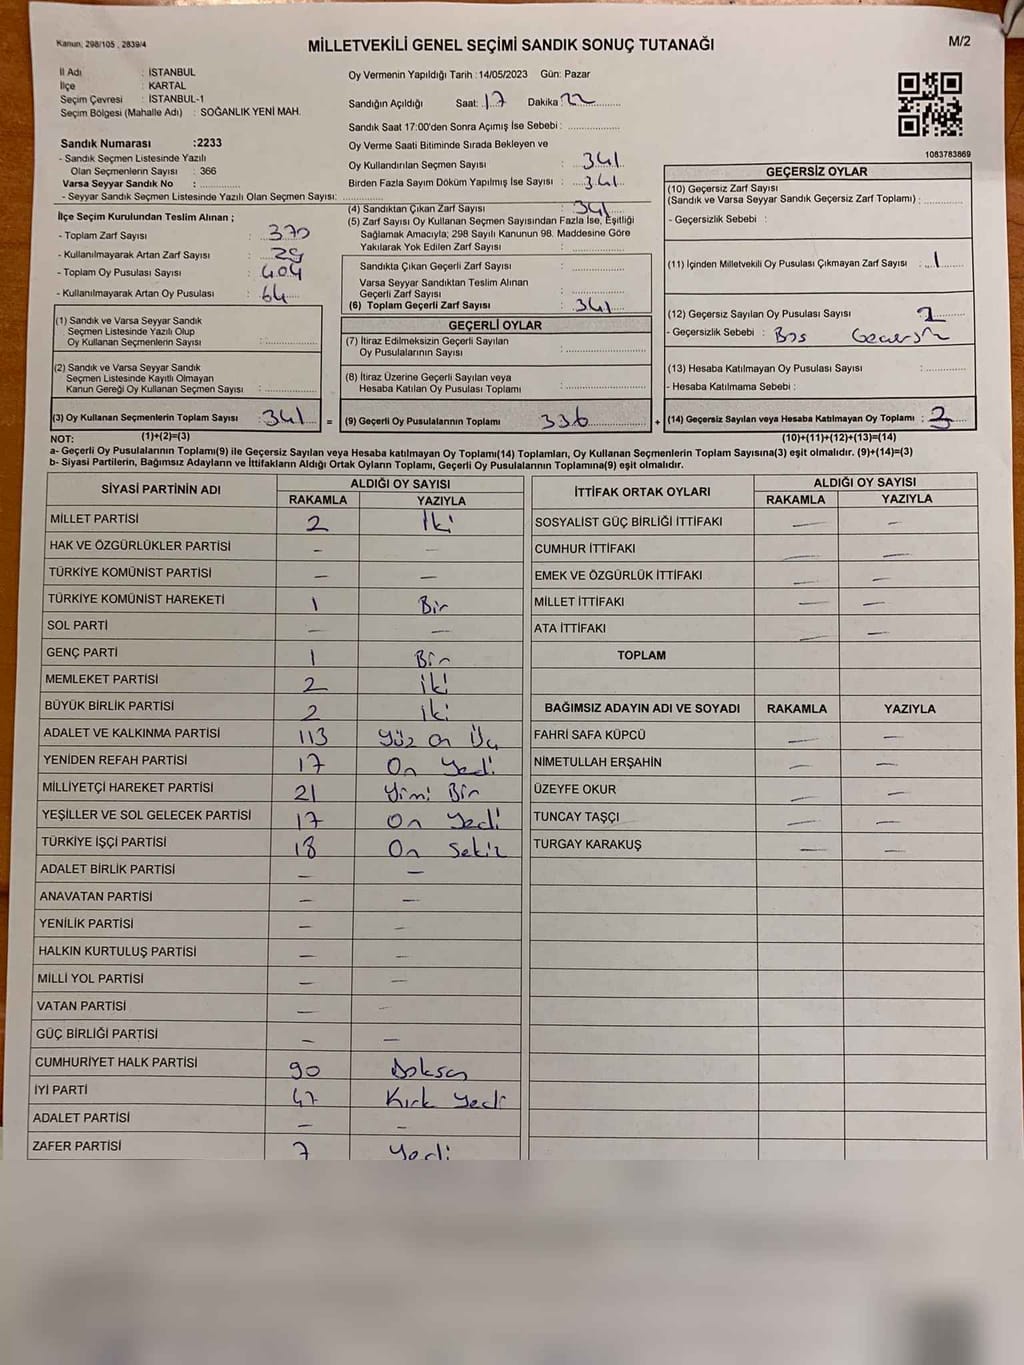 Kanun: 298/105 , 2839/4
MİLLETVEKİLİ GENEL SEÇİMİ SANDIK SONUÇ TUTANAĞI
M/2
İl Adı : İSTANBUL
İlçe : KARTAL
Seçim Çevresi : İSTANBUL-1
Seçim Bölgesi (Mahalle Adı) : SOĞANLIK YENİ MAH.
Sandık Numarası :2233
- Sandık Seçmen Listesinde Yazılı
Olan Seçmenlerin Sayısı : 366
Varsa Seyyar Sandık No :
- Seyyar Sandık Seçmen Listesinde Yazılı Olan Seçmen Sayısı:
İlçe Seçim Kurulundan Teslim Alınan ;
- Toplam Zarf Sayısı : 370
- Kullanılmayarak Artan Zarf Sayısı : 29
- Toplam Oy Pusulası Sayısı : 404
- Kullanılmayarak Artan Oy Pusulası : 64
Oy Vermenin Yapıldığı Tarih :14/05/2023 Gün: Pazar
Sandığın Açıldığı Saat: 17 Dakika 22
Sandık Saat 17:00'den Sonra Açımış İse Sebebi :
Oy Verme Saati Bitiminde Sırada Bekleyen ve
Oy Kullandırılan Seçmen Sayısı : 341
Birden Fazla Sayım Döküm Yapılmış İse Sayısı : 341
(4) Sandıktan Çıkan Zarf Sayısı : 341
(5) Zarf Sayısı Oy Kullanan Seçmen Sayısından Fazla İse, Eşitliği
Sağlamak Amacıyla; 298 Sayılı Kanunun 98. Maddesine Göre
Yakılarak Yok Edilen Zarf Sayısı :
Sandıkta Çıkan Geçerli Zarf Sayısı :
Varsa Seyyar Sandıktan Teslim Alınan
Geçerli Zarf Sayısı :
(6) Toplam Geçerli Zarf Sayısı : 341
1083783869
GEÇERSİZ OYLAR
(10) Geçersiz Zarf Sayısı
(Sandık ve Varsa Seyyar Sandık Geçersiz Zarf Toplamı) :
- Geçersizlik Sebebi :
(11) İçinden Milletvekili Oy Pusulası Çıkmayan Zarf Sayısı : 1
(12) Geçersiz Sayılan Oy Pusulası Sayısı :
- Geçersizlik Sebebi : Boş Geçersiz
(13) Hesaba Katılmayan Oy Pusulası Sayısı :
- Hesaba Katılmama Sebebi :
(1) Sandık ve Varsa Seyyar Sandık
Seçmen Listesinde Yazılı Olup
Oy Kullanan Seçmenlerin Sayısı :
(2) Sandık ve Varsa Seyyar Sandık
Seçmen Listesinde Kayıtlı Olmayan
Kanun Gereği Oy Kullanan Seçmen Sayısı :
GEÇERLİ OYLAR
(7) İtiraz Edilmeksizin Geçerli Sayılan
Oy Pusulalarının Sayısı :
(8) İtiraz Üzerine Geçerli Sayılan veya
Hesaba Katılan Oy Pusulası Toplamı :
(3) Oy Kullanan Seçmenlerin Toplam Sayısı : 341 = (9) Geçerli Oy Pusulalarının Toplamı 336 + (14) Geçersiz Sayılan veya Hesaba Katılmayan Oy Toplamı : 3
NOT: (1)+(2)=(3) (10)+(11)+(12)+(13)=(14)
a- Geçerli Oy Pusulalarının Toplamı(9) ile Geçersiz Sayılan veya Hesaba katılmayan Oy Toplamı(14) Toplamları, Oy Kullanan Seçmenlerin Toplam Sayısına(3) eşit olmalıdır. (9)+(14)=(3)
b- Siyasi Partilerin, Bağımsız Adayların ve İttifakların Aldığı Ortak Oyların Toplamı, Geçerli Oy Pusulalarının Toplamına(9) eşit olmalıdır.
SİYASİ PARTİNİN ADI ALDIĞI OY SAYISI
RAKAMLA YAZIYLA
MİLLET PARTİSİ 2 İki
HAK VE ÖZGÜRLÜKLER PARTİSİ – –
TÜRKİYE KOMÜNİST PARTİSİ – –
TÜRKİYE KOMÜNİST HAREKETİ 1 Bir
SOL PARTİ – –
GENÇ PARTİ 1 Bir
MEMLEKET PARTİSİ 2 İki
BÜYÜK BİRLİK PARTİSİ 2 İki
ADALET VE KALKINMA PARTİSİ 113 Yüz On Üç
YENİDEN REFAH PARTİSİ 17 On Yedi
MİLLİYETÇİ HAREKET PARTİSİ 21 Yirmi Bir
YEŞİLLER VE SOL GELECEK PARTİSİ 17 On Yedi
TÜRKİYE İŞÇİ PARTİSİ 18 On Sekiz
ADALET BİRLİK PARTİSİ – –
ANAVATAN PARTİSİ – –
YENİLİK PARTİSİ – –
HALKIN KURTULUŞ PARTİSİ – –
MİLLİ YOL PARTİSİ – –
VATAN PARTİSİ – –
GÜÇ BİRLİĞİ PARTİSİ – –
CUMHURİYET HALK PARTİSİ 90 Doksan
İYİ PARTİ 47 Kırk Yedi
ADALET PARTİSİ – –
ZAFER PARTİSİ 7 Yedi
İTTİFAK ORTAK OYLARI ALDIĞI OY SAYISI
RAKAMLA YAZIYLA
SOSYALİST GÜÇ BİRLİĞİ İTTİFAKI – –
CUMHUR İTTİFAKI – –
EMEK VE ÖZGÜRLÜK İTTİFAKI – –
MİLLET İTTİFAKI – –
ATA İTTİFAKI – –
TOPLAM
BAĞIMSIZ ADAYIN ADI VE SOYADI RAKAMLA YAZIYLA
FAHRİ SAFA KÜPCÜ – –
NİMETULLAH ERŞAHİN – –
ÜZEYFE OKUR – –
TUNCAY TAŞÇI – –
TURGAY KARAKUŞ – –